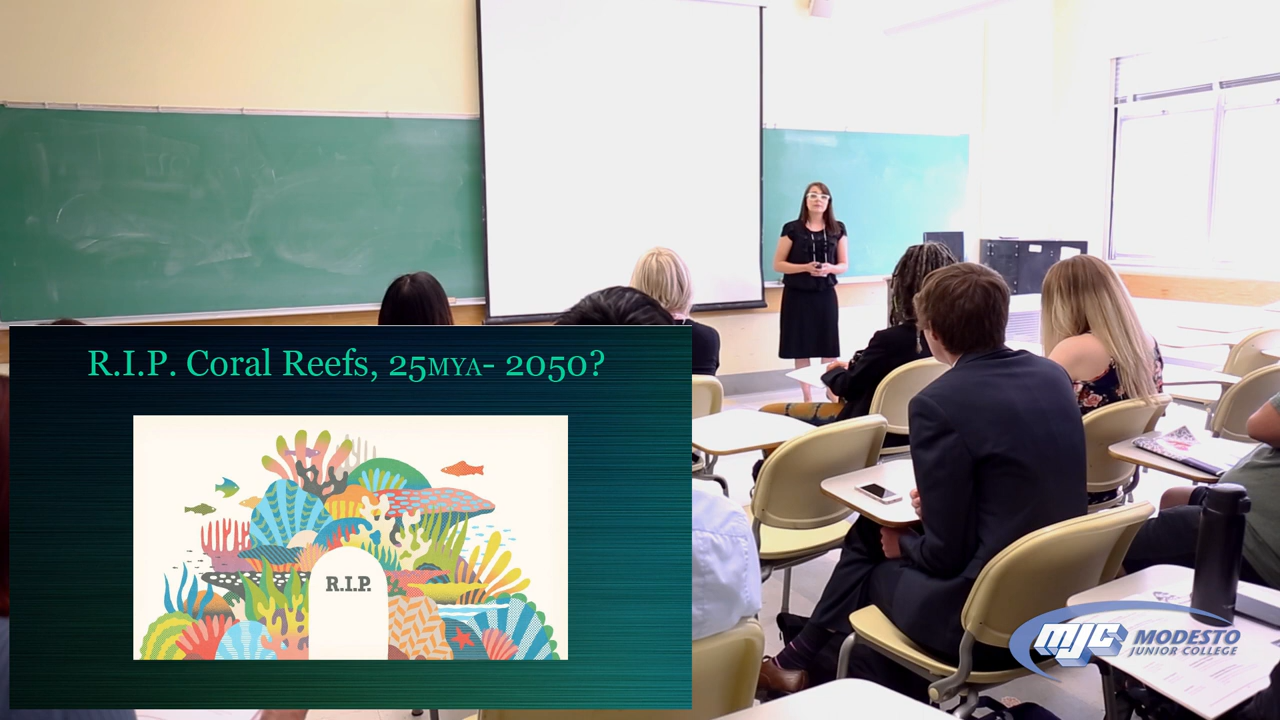 R.I.P. Coral Reefs, 25MYA- 2050?
R.I.P.
MJC
MODESTO
JUNIOR COLLEGE